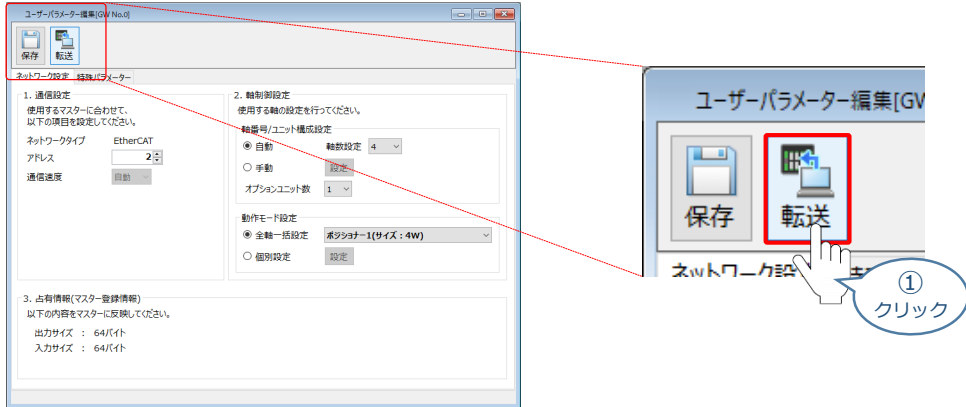 ユーザーパラメーター編集[GW No.0]
保存 転送
ネットワーク設定 特殊パラメーター
1. 通信設定
使用するマスターに合わせて、
以下の項目を設定してください。
ネットワークタイプ EtherCAT
アドレス 2
通信速度 自動
2. 軸制御設定
使用する軸の設定を行ってください。
軸番号/ユニット構成設定
自動 軸数設定 4
手動 設定
オプションユニット数 1
動作モード設定
全軸一括設定 ポジショナー1(サイズ:4W)
個別設定 設定
3. 占有情報(マスター登録情報)
以下の内容をマスターに反映してください。
出力サイズ : 64バイト
入力サイズ : 64バイト
ユーザーパラメーター編集[GW
保存 転送
ネットワーク設
①
クリック